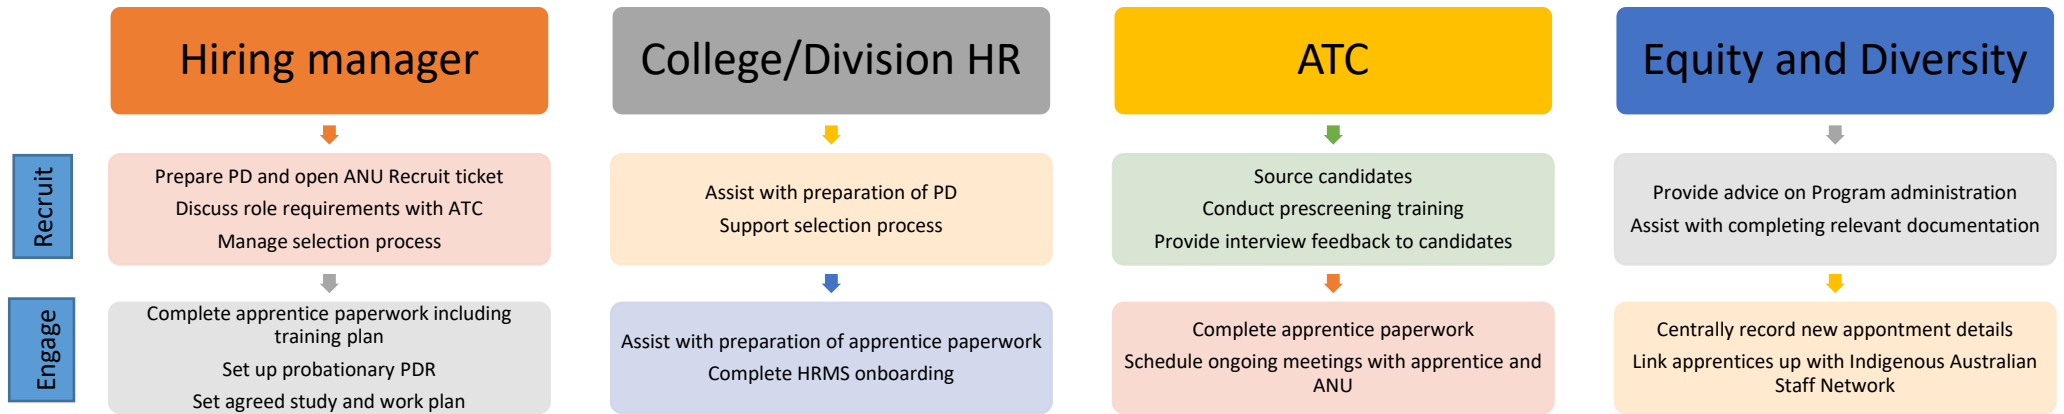 Hiring manager
College/Division HR
ATC
Equity and Diversity
Recruit
Prepare PD and open ANU Recruit ticket
Discuss role requirements with ATC
Manage selection process
Assist with preparation of PD
Support selection process
Source candidates
Conduct prescreening training
Provide interview feedback to candidates
Provide advice on Program administration
Assist with completing relevant documentation
Engage
Complete apprentice paperwork including
training plan
Set up probationary PDR
Set agreed study and work plan
Assist with preparation of apprentice paperwork
Complete HRMS onboarding
Complete apprentice paperwork
Schedule ongoing meetings with apprentice and
ANU
Centrally record new appontment details
Link apprentices up with Indigenous Australian
Staff Network